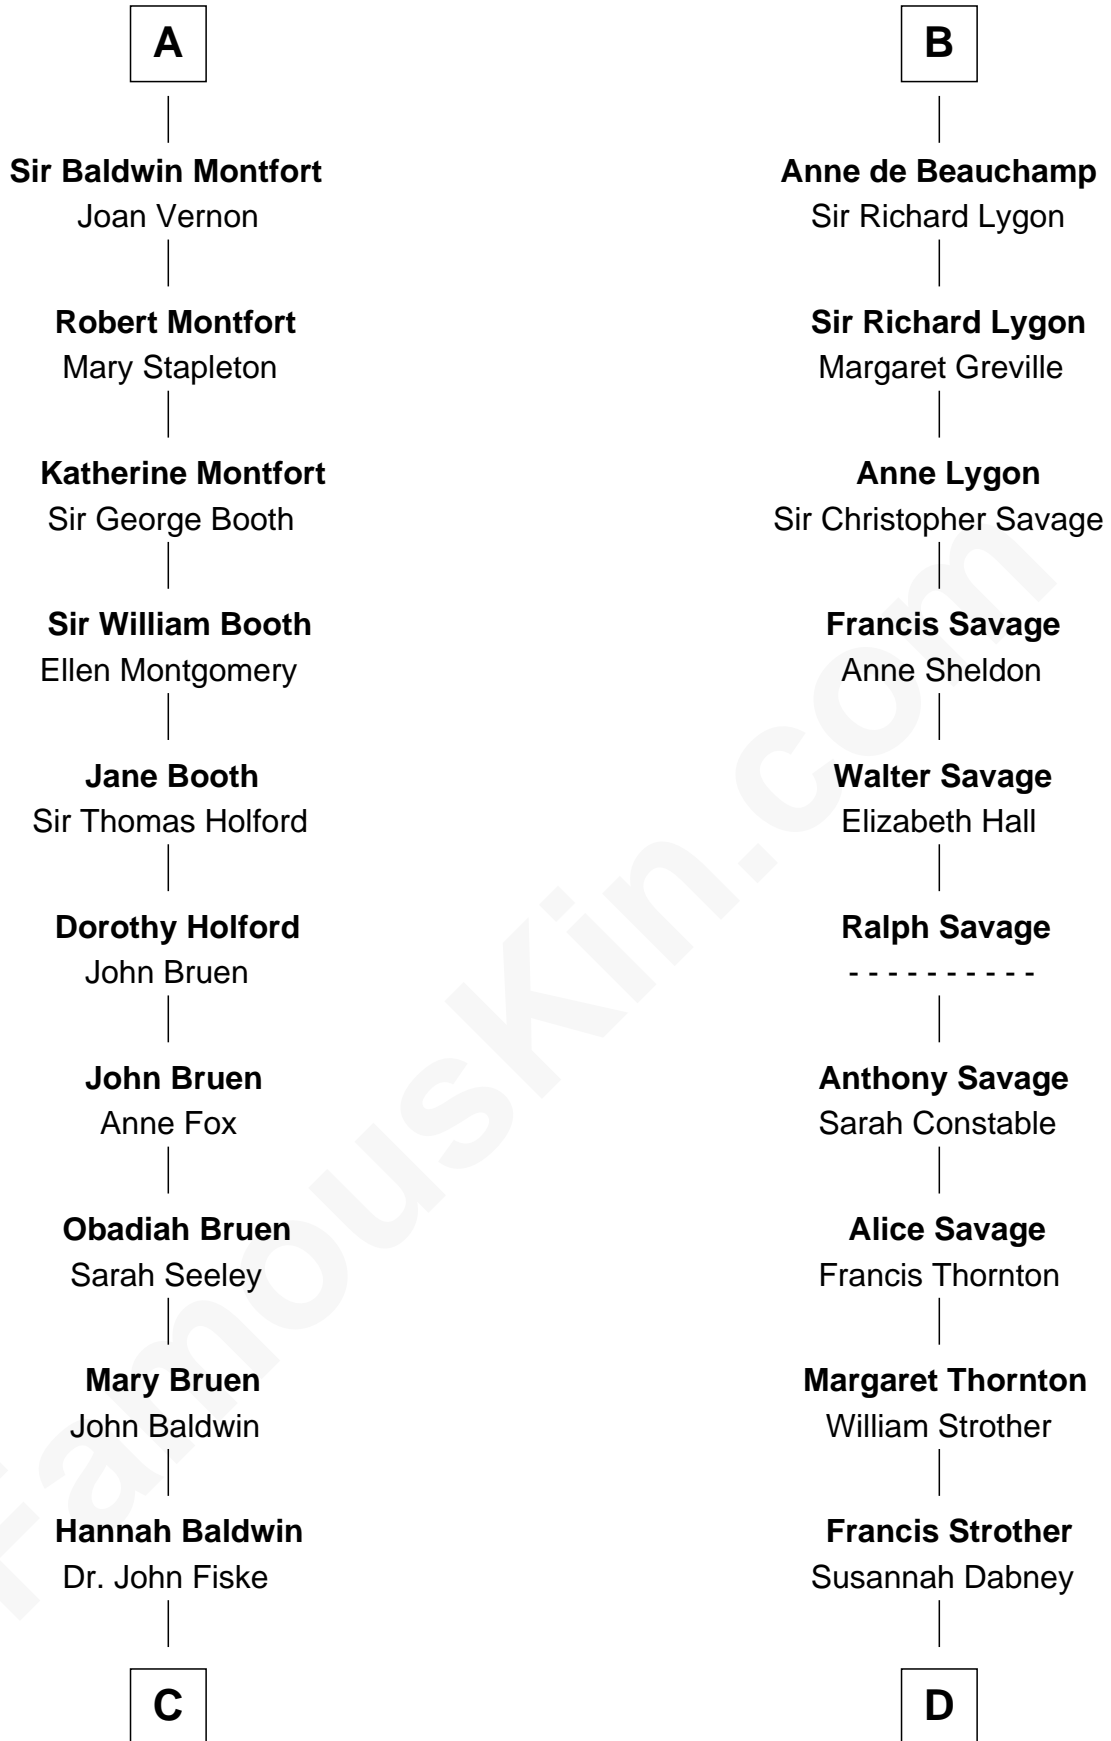 A
Sir Baldwin Montfort
Joan Vernon
Robert Montfort
Mary Stapleton
Katherine Montfort
Sir George Booth
Sir William Booth
Ellen Montgomery
Jane Booth
Sir Thomas Holford
Dorothy Holford
John Bruen
John Bruen
Anne Fox
Obadiah Bruen
Sarah Seeley
Mary Bruen
John Baldwin
Hannah Baldwin
Dr. John Fiske
C
B
Anne de Beauchamp
Sir Richard Lygon
Sir Richard Lygon
Margaret Greville
Anne Lygon
Sir Christopher Savage
Francis Savage
Anne Sheldon
Walter Savage
Elizabeth Hall
Ralph Savage
- - - - - - - - - -
Anthony Savage
Sarah Constable
Alice Savage
Francis Thornton
Margaret Thornton
William Strother
Francis Strother
Susannah Dabney
D
FamousKin.com